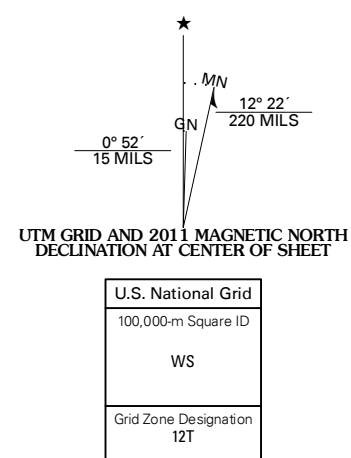 ★
MN
GN
12° 22´
220 MILS
0° 52´
15 MILS
UTM GRID AND 2011 MAGNETIC NORTH
DECLINATION AT CENTER OF SHEET
U.S. National Grid
100,000-m Square ID
WS
Grid Zone Designation
12T